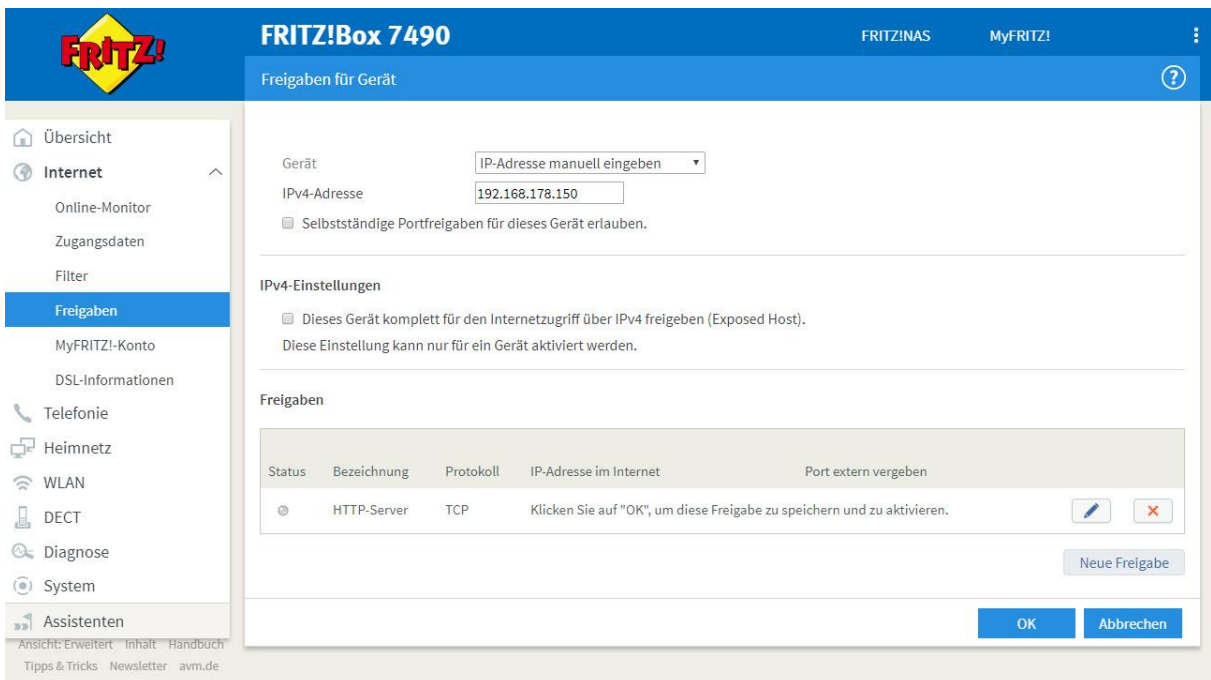 FRITZ!
FRITZ!Box 7490
FRITZ!NAS
MyFRITZ!
Freigaben für Gerät
?
Übersicht
Internet
Online-Monitor
Zugangsdaten
Filter
Freigaben
MyFRITZ!-Konto
DSL-Informationen
Telefonie
Heimnetz
WLAN
DECT
Diagnose
System
Assistenten
Ansicht: Erweitert Inhalt Handbuch
Tipps & Tricks Newsletter avm.de
Gerät IP-Adresse manuell eingeben
IPv4-Adresse 192.168.178.150
Selbstständige Portfreigaben für dieses Gerät erlauben.
IPv4-Einstellungen
Dieses Gerät komplett für den Internetzugriff über IPv4 freigeben (Exposed Host).
Diese Einstellung kann nur für ein Gerät aktiviert werden.
Freigaben
Status Bezeichnung Protokoll IP-Adresse im Internet Port extern vergeben
HTTP-Server TCP Klicken Sie auf "OK", um diese Freigabe zu speichern und zu aktivieren.
Neue Freigabe
OK Abbrechen